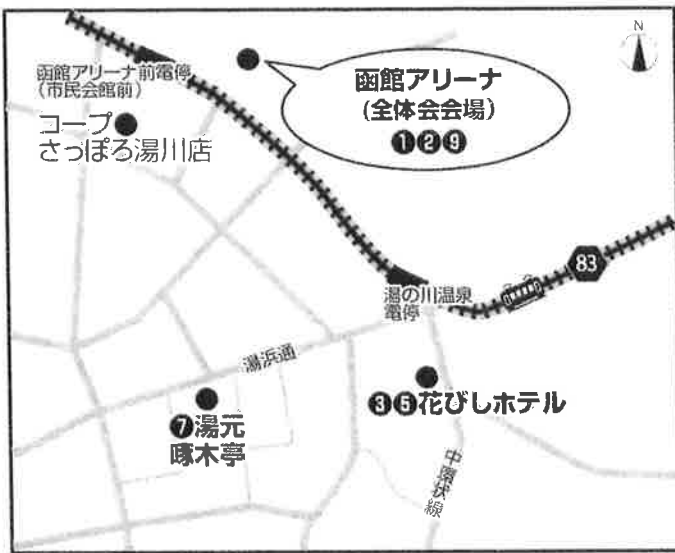 N
函館アリーナ前電停
(市民会館前)
函館アリーナ
(全体会会場)
❶❷❾
コープ
さっぽろ湯川店
83
湯の川温泉
電停
湯浜通
❸❺花びしホテル
❼湯元
啄木亭
中環状線